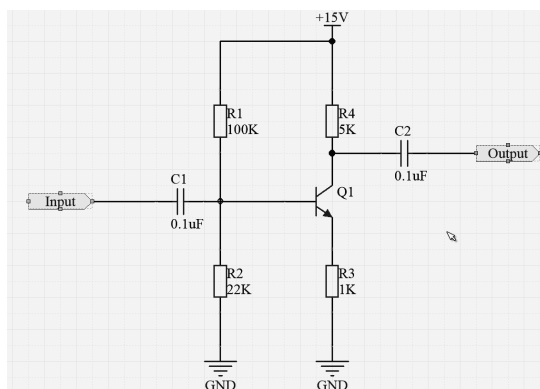 +15V
R1
100K
R4
5K
C2
0.1uF
Output
C1
0.1uF
Input
Q1
R2
22K
R3
1K
GND
GND